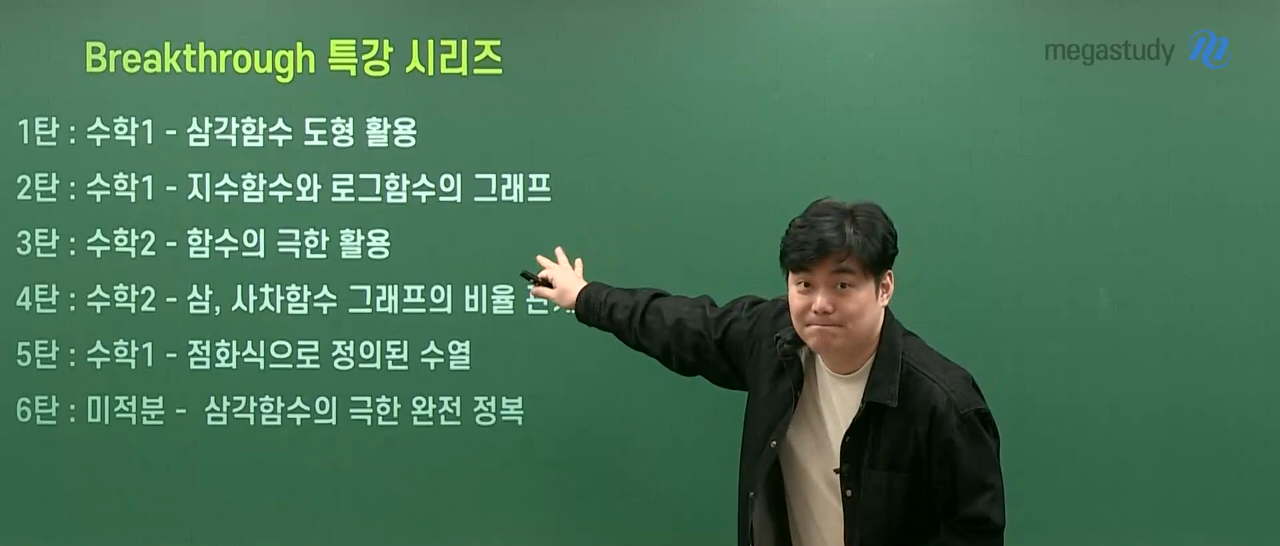 Breakthrough 특강 시리즈
megastudy
1탄 : 수학1 - 삼각함수 도형 활용
2탄 : 수학1 - 지수함수와 로그함수의 그래프
3탄 : 수학2 - 함수의 극한 활용
4탄 : 수학2 - 삼, 사차함수 그래프의 비율
5탄 : 수학1 - 점화식으로 정의된 수열
6탄 : 미적분 - 삼각함수의 극한 완전 정복